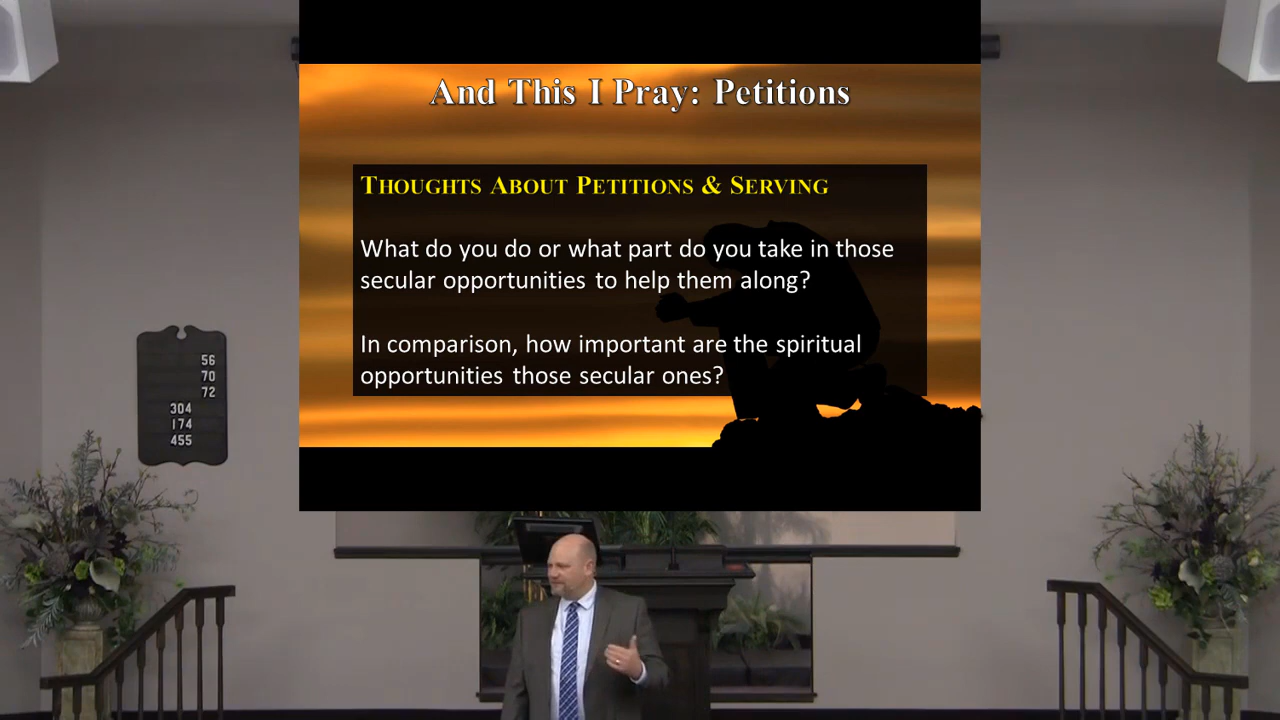 And This I Pray: Petitions
THOUGHTS ABOUT PETITIONS & SERVING
What do you do or what part do you take in those
secular opportunities to help them along?
In comparison, how important are the spiritual
opportunities those secular ones?
56
70
72
304
174
455